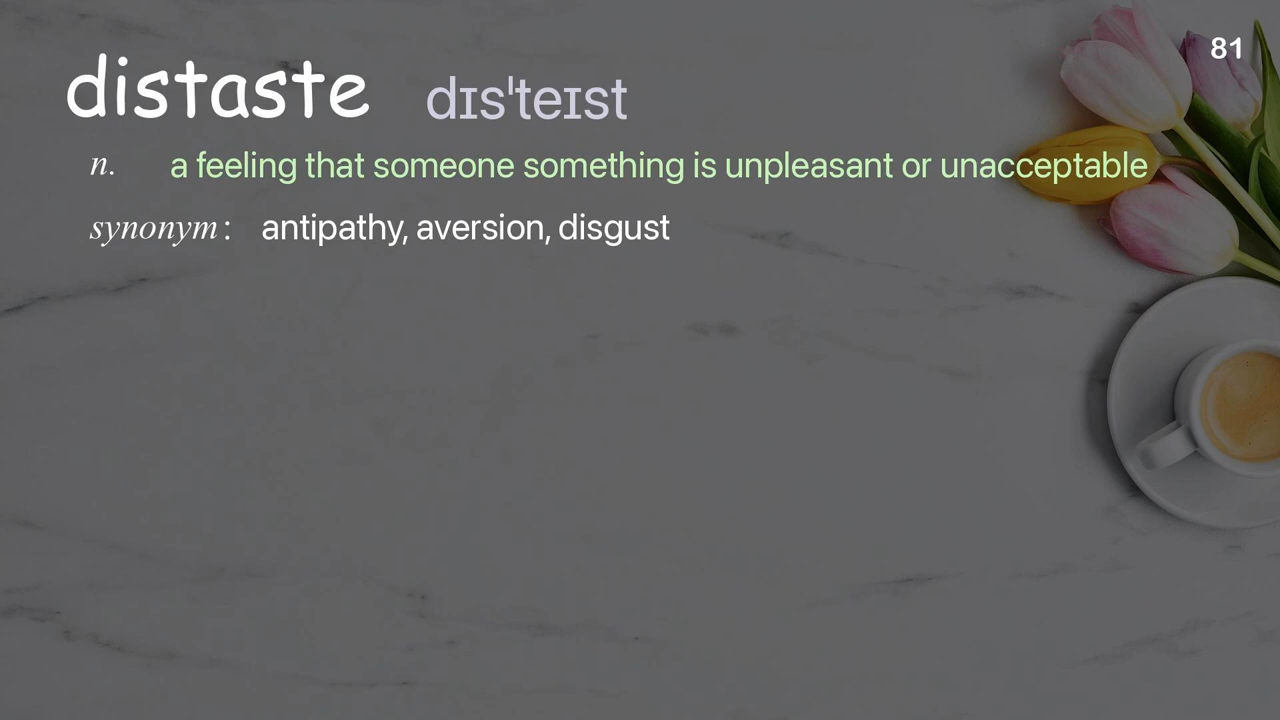 81
distaste dɪsˈteɪst
n. a feeling that someone something is unpleasant or unacceptable
synonym: antipathy, aversion, disgust